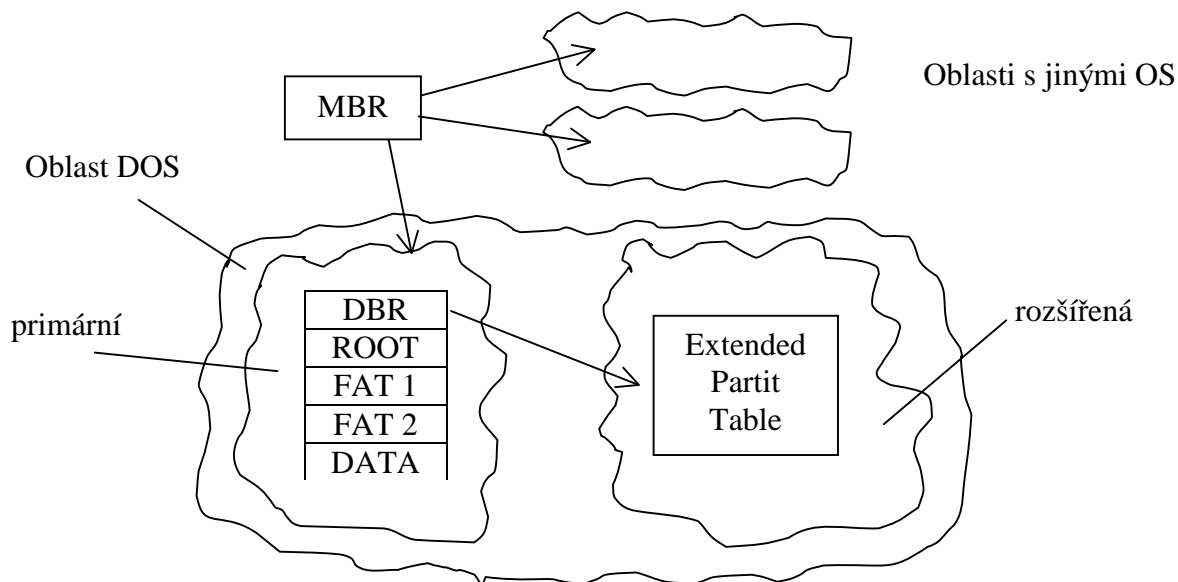 Oblasti s jinými OS
MBR
Oblast DOS
primární
DBR
ROOT
FAT 1
FAT 2
DATA
Extended
Partit
Table
rozšířená